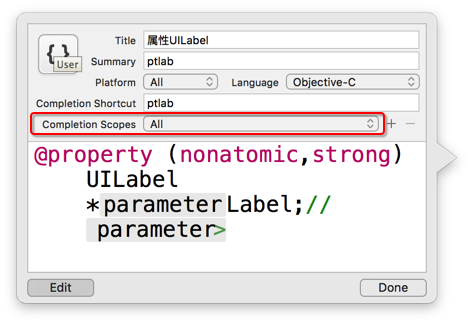 Title 属性UILabel
{ } User
Summary ptlab
Platform All Language Objective-C
Completion Shortcut ptlab
Completion Scopes All + −
@property (nonatomic,strong)
UILabel
*parameterLabel;//
parameter>
Edit Done